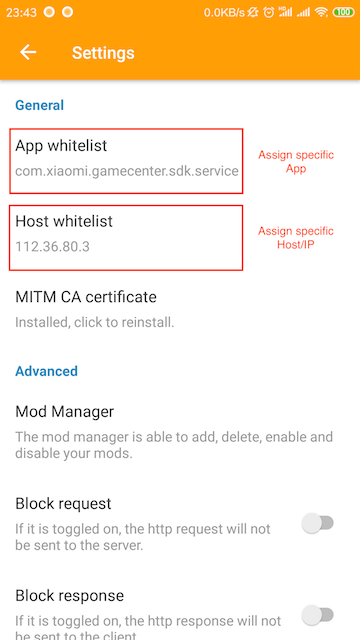 23:43 0.0KB/s 100
Settings
General
App whitelist
com.xiaomi.gamecenter.sdk.service
Assign specific
App
Host whitelist
112.36.80.3
Assign specific
Host/IP
MITM CA certificate
Installed, click to reinstall.
Advanced
Mod Manager
The mod manager is able to add, delete, enable and
disable your mods.
Block request
If it is toggled on, the http request will not
be sent to the server.
Block response
If it is toggled on, the http response will not
be sent to the client